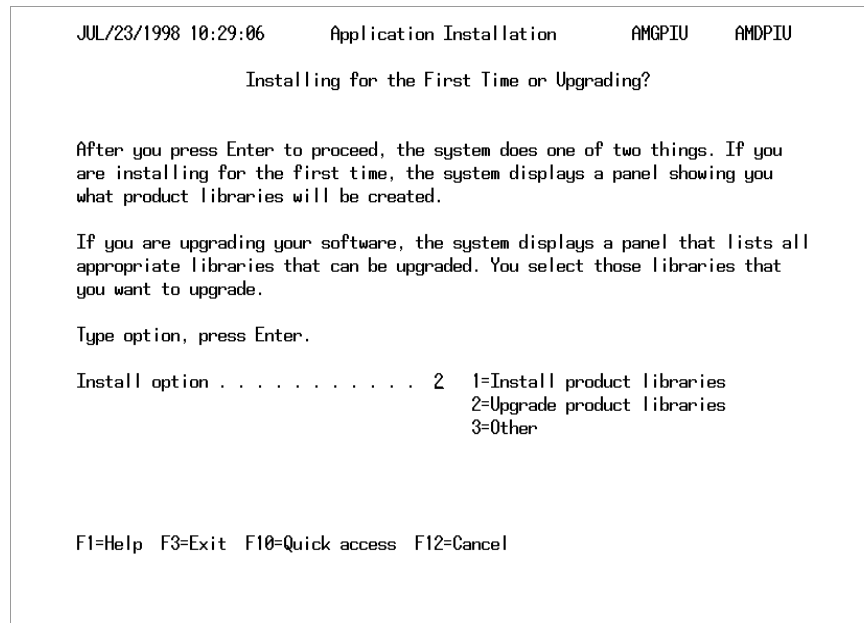 JUL/23/1998 10:29:06 Application Installation AMGPIU AMDPIU
Installing for the First Time or Upgrading?
After you press Enter to proceed, the system does one of two things. If you
are installing for the first time, the system displays a panel showing you
what product libraries will be created.
If you are upgrading your software, the system displays a panel that lists all
appropriate libraries that can be upgraded. You select those libraries that
you want to upgrade.
Type option, press Enter.
Install option . . . . . . . . . . . 2 1=Install product libraries
2=Upgrade product libraries
3=Other
F1=Help F3=Exit F10=Quick access F12=Cancel